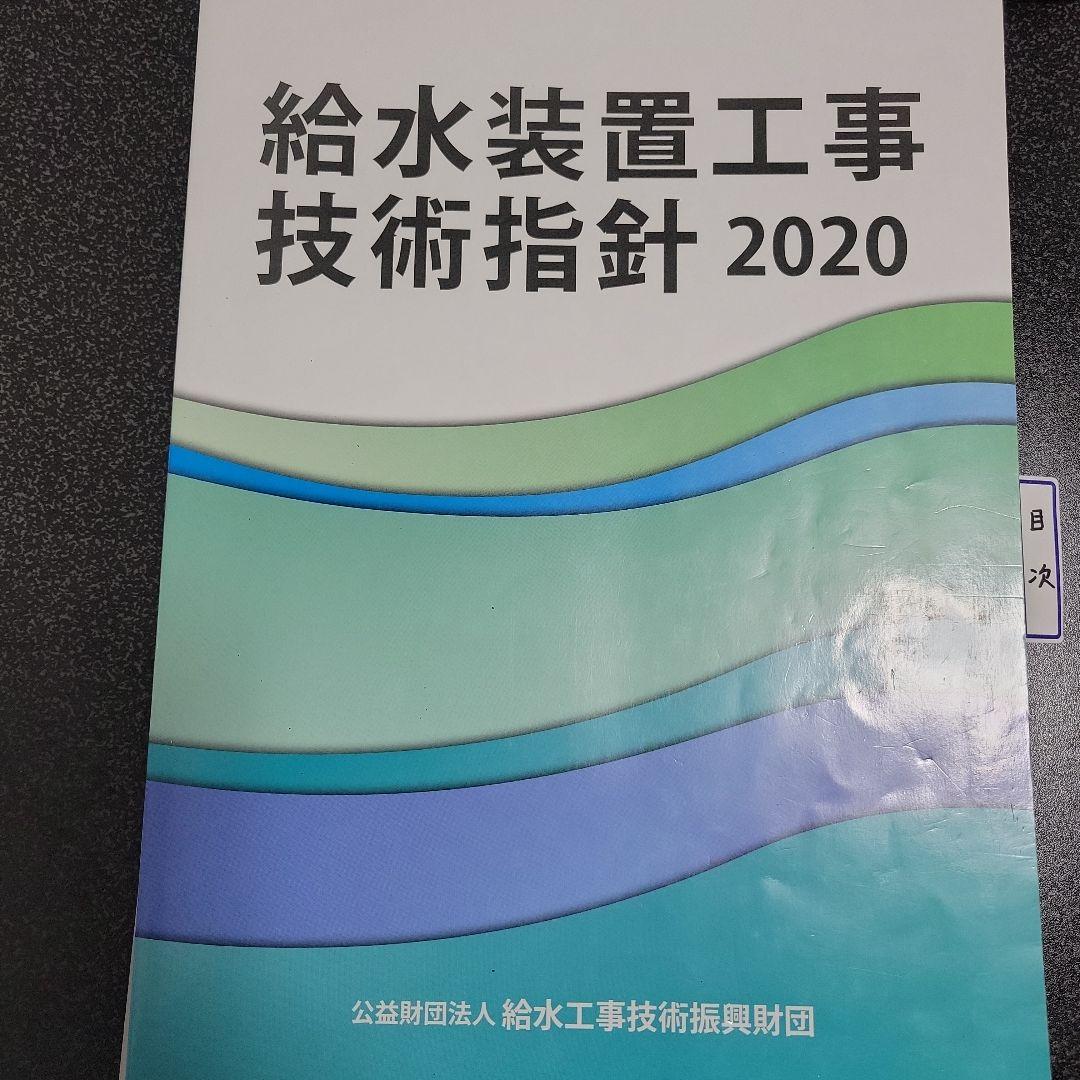 給水装置工事
技術指針 2020
目次
公益財団法人 給水工事技術振興財団